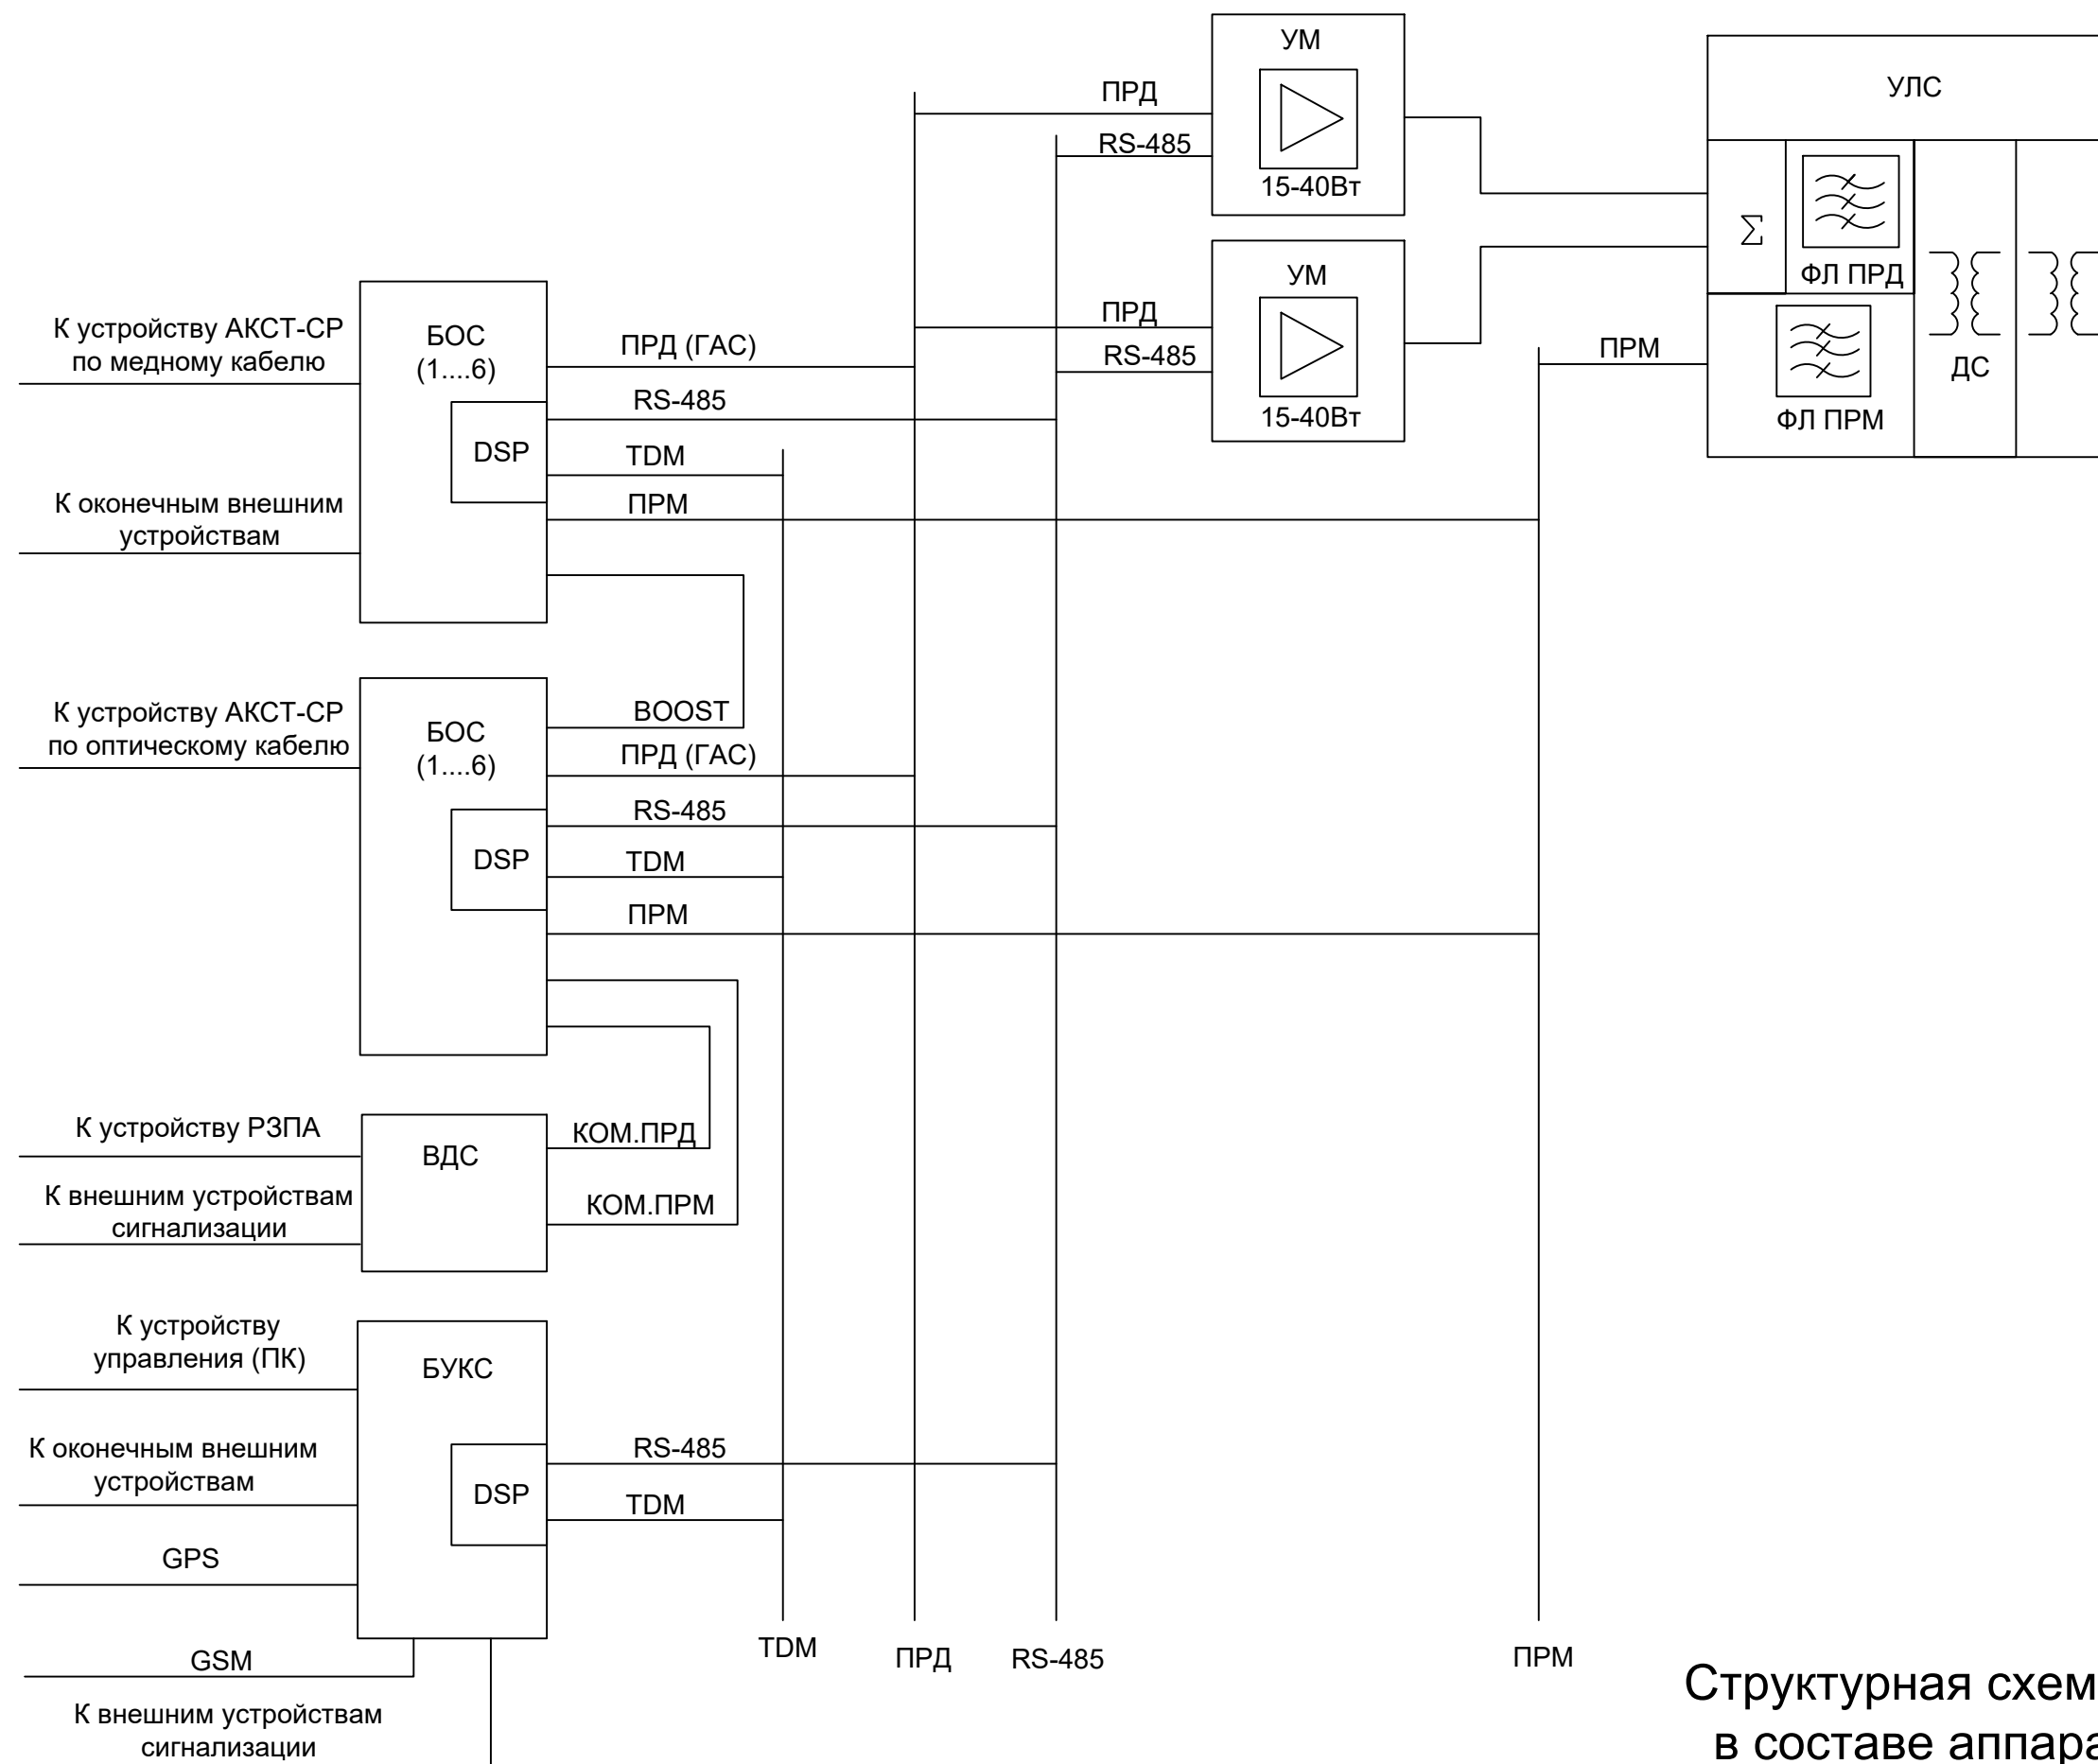 УМ
15-40Вт
УЛС
ПРД
RS-485
Σ
ФЛ ПРД
УМ
15-40Вт
ПРД
RS-485
ПРМ
ДС
ФЛ ПРМ
К устройству АКСТ-СР
по медному кабелю
БОС
(1....6)
DSP
ПРД (ГАС)
RS-485
TDM
ПРМ
К оконечным внешним
устройствам
К устройству АКСТ-СР
по оптическому кабелю
БОС
(1....6)
DSP
BOOST
ПРД (ГАС)
RS-485
TDM
ПРМ
К устройству РЗПА
ВДС
КОМ.ПРД
К внешним устройствам
сигнализации
КОМ.ПРМ
К устройству
управления (ПК)
БУКС
К оконечным внешним
устройствам
DSP
RS-485
TDM
GPS
GSM
К внешним устройствам
сигнализации
TDM
ПРД
RS-485
ПРМ
Структурная схем
в составе аппара